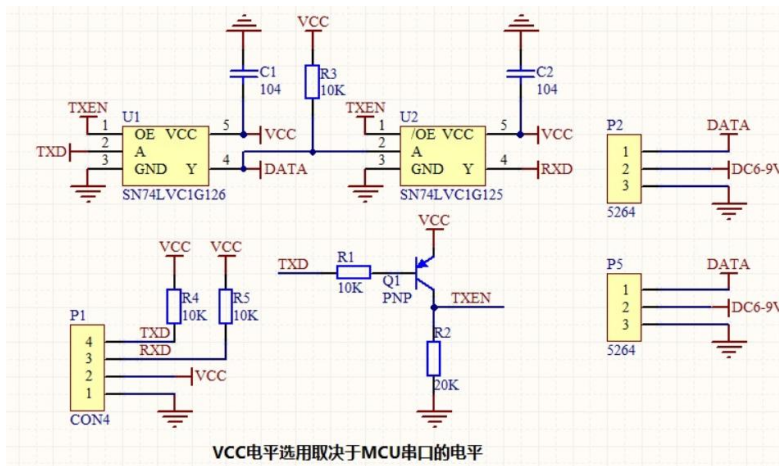 VCC
C1
104
R3
10K
C2
104
TXEN
U1
1 OE VCC 5 VCC
TXD 2 A
3 GND Y 4 DATA
SN74LVC1G126
TXEN
U2
1 /OE VCC 5 VCC
2 A
3 GND Y 4 RXD
SN74LVC1G125
P2
DATA
1
2 DC6-9V
3
5264
VCC VCC
R4 R5
10K 10K
P1
4 TXD
3 RXD
2 VCC
1
CON4
VCC
TXD R1
10K
Q1
PNP
TXEN
R2
20K
P5
DATA
1
2 DC6-9V
3
5264
VCC电平选用取决于MCU串口的电平